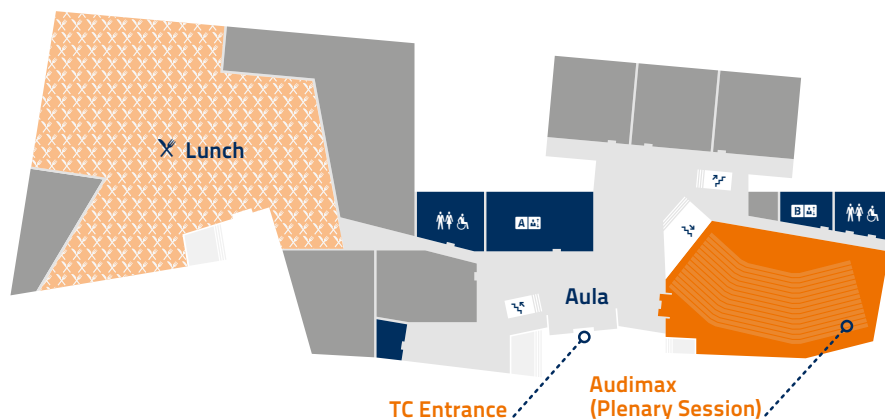 Lunch
A
B
Aula
TC Entrance
Audimax
(Plenary Session)